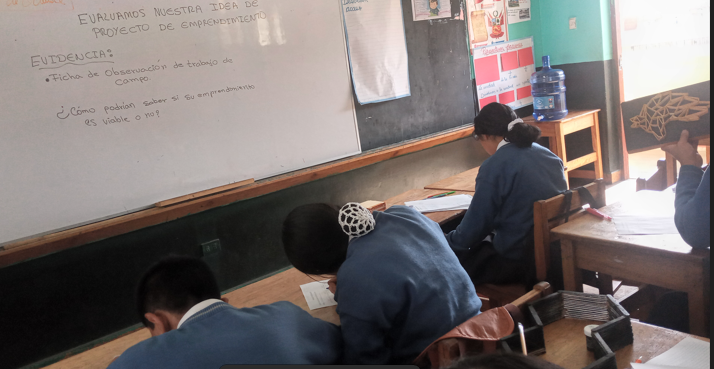 EVALUAMOS NUESTRA IDEA DE
PROYECTO DE EMPRENDIMIENTO
EVIDENCIA:
• Ficha de observación de trabajo de
campo.
¿Cómo podrían saber si su emprendimiento
es viable o no?